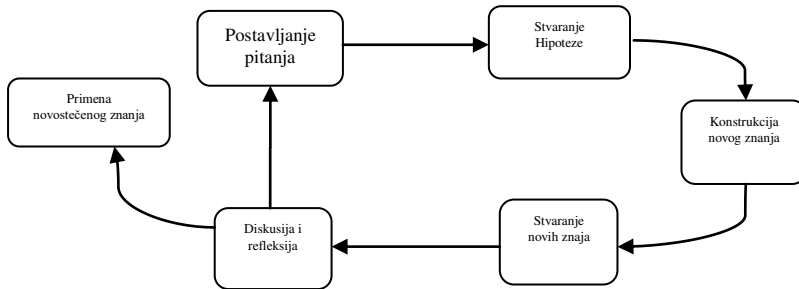 Postavljanje
pitanja
Stvaranje
Hipoteze
Konstrukcija
novog znanja
Stvaranje
novih znaja
Diskusija i
refleksija
Primena
novostečenog znanja